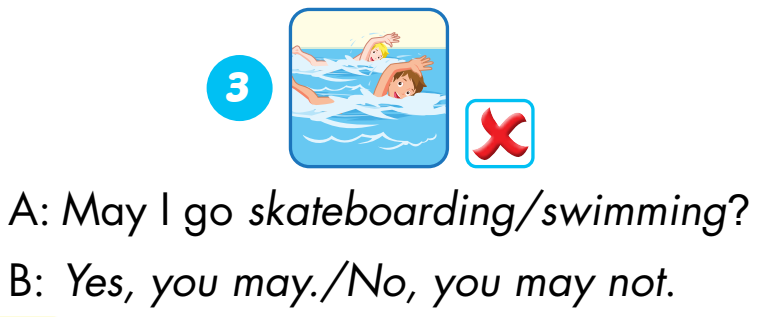 3
A: May I go skateboarding/swimming?
B: Yes, you may./No, you may not.